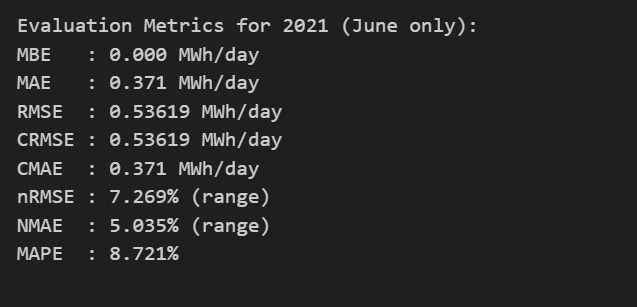 Evaluation Metrics for 2021 (June only):
MBE   : 0.000 MWh/day
MAE   : 0.371 MWh/day
RMSE  : 0.53619 MWh/day
CRMSE : 0.53619 MWh/day
CMAE  : 0.371 MWh/day
nRMSE : 7.269% (range)
NMAE  : 5.035% (range)
MAPE  : 8.721%